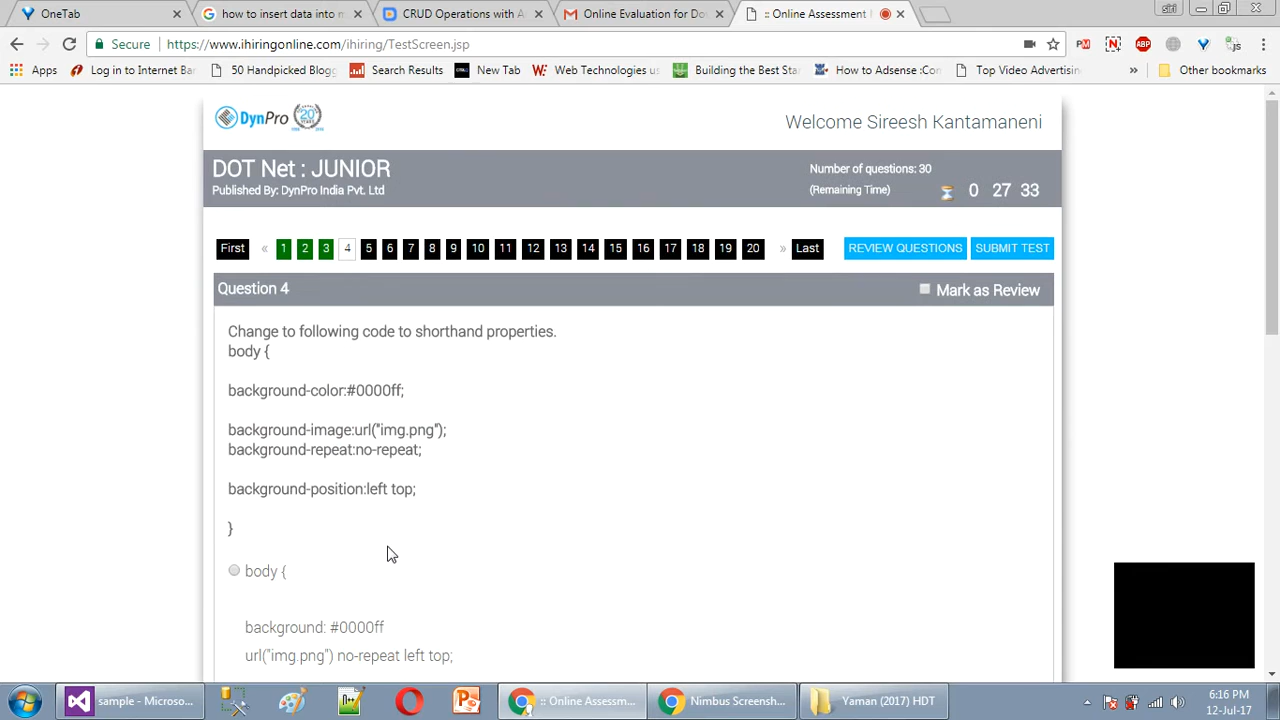 OneTab
how to insert data into m
CRUD Operations with A
Online Evaluation for Do
:: Online Assessment
Secure
https://www.ihiringonline.com/ihiring/TestScreen.jsp
Apps
Log in to Internet Ba
50 Handpicked Blog
Search Results
New Tab
Web Technologies u
Building the Best Sta
How to Adsense :Co
Top Video Advertisin
»
Other bookmarks
DynPro
20
YEARS
Welcome Sireesh Kantamaneni
DOT Net : JUNIOR
Published By: DynPro India Pvt. Ltd
Number of questions: 30
(Remaining Time)
0 27 33
First « 1 2 3 4 5 6 7 8 9 10 11 12 13 14 15 16 17 18 19 20 » Last
REVIEW QUESTIONS
SUBMIT TEST
Question 4
Mark as Review
Change to following code to shorthand properties.
body {
background-color:#0000ff;
background-image:url("img.png");
background-repeat:no-repeat;
background-position:left top;
}
body {
background: #0000ff
url("img.png") no-repeat left top;
sample - Microso...
:: Online Assessm...
Nimbus Screensh...
Yaman (2017) HDT
6:16 PM
12-Jul-17